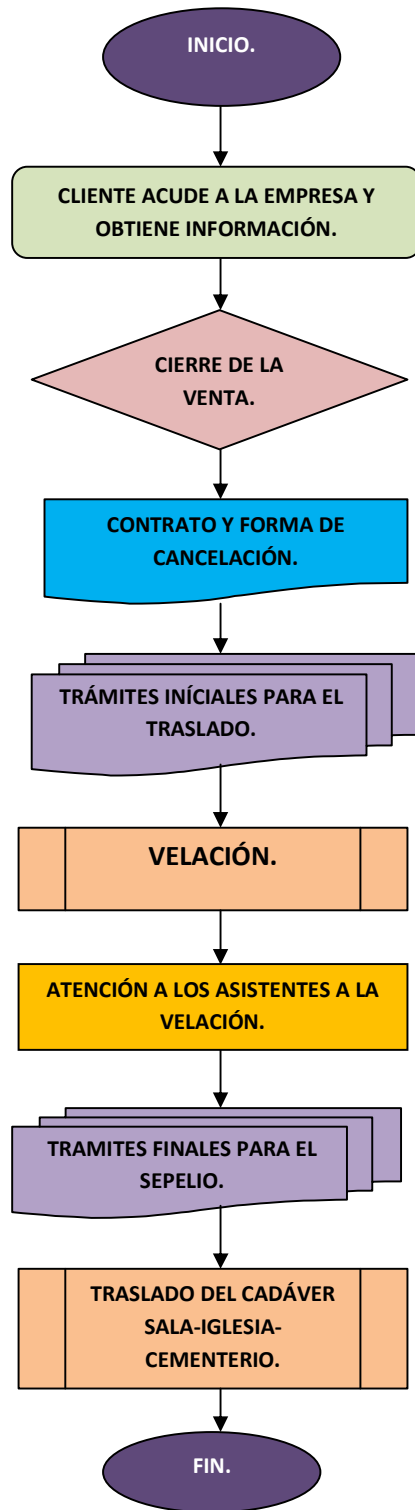 INICIO.
CLIENTE ACUDE A LA EMPRESA Y
OBTIENE INFORMACIÓN.
CIERRE DE LA
VENTA.
CONTRATO Y FORMA DE
CANCELACIÓN.
TRÁMITES INÍCIALES PARA EL
TRASLADO.
VELACIÓN.
ATENCIÓN A LOS ASISTENTES A LA
VELACIÓN.
TRAMITES FINALES PARA EL
SEPELIO.
TRASLADO DEL CADÁVER
SALA-IGLESIA-
CEMENTERIO.
FIN.